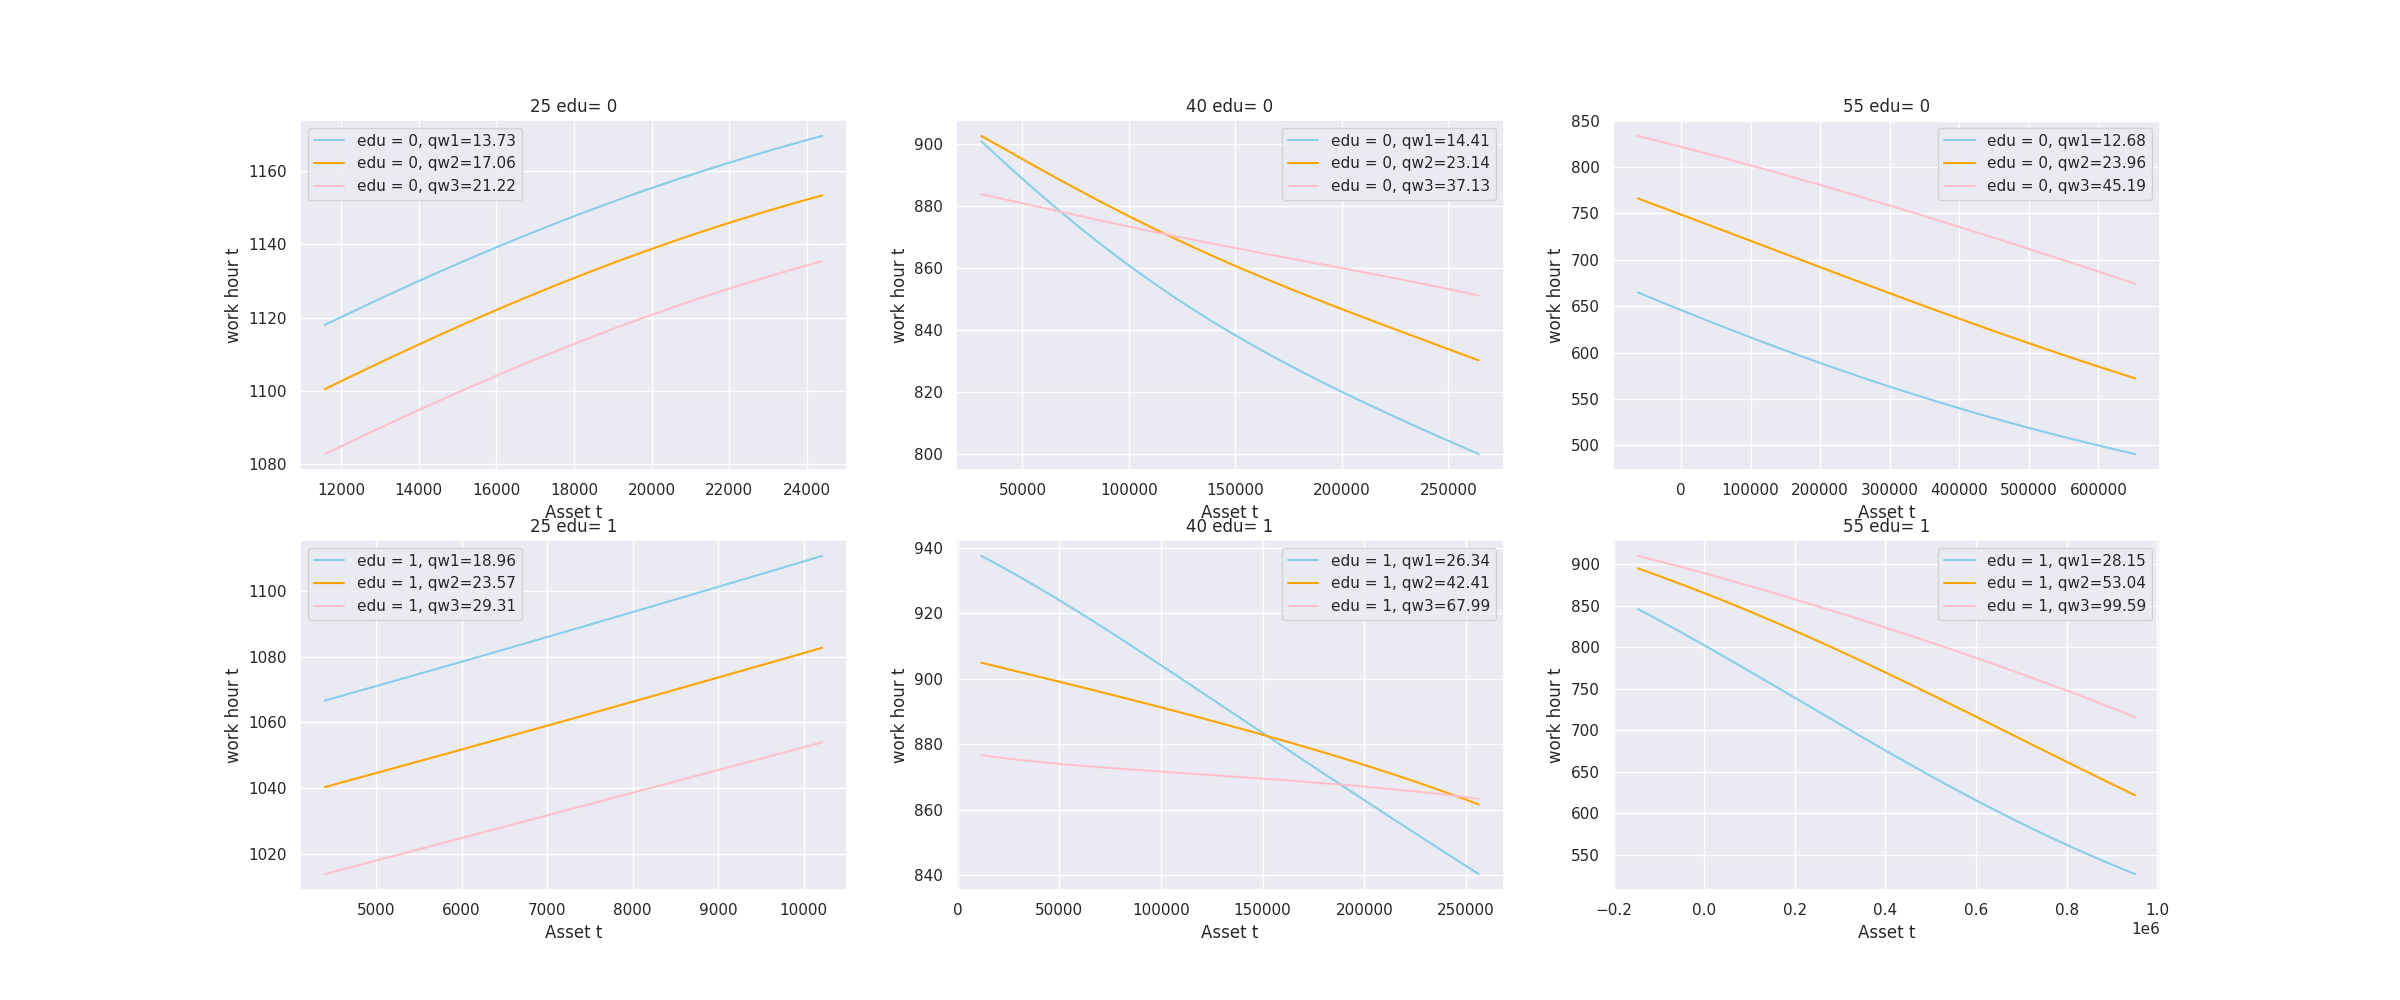 25 edu= 0
edu = 0, qw1=13.73
edu = 0, qw2=17.06
edu = 0, qw3=21.22
work hour t
1160
1140
1120
1100
1080
12000 14000 16000 18000 20000 22000 24000
Asset t
40 edu= 0
edu = 0, qw1=14.41
edu = 0, qw2=23.14
edu = 0, qw3=37.13
work hour t
900
880
860
840
820
800
50000 100000 150000 200000 250000
Asset t
55 edu= 0
edu = 0, qw1=12.68
edu = 0, qw2=23.96
edu = 0, qw3=45.19
work hour t
850
800
750
700
650
600
550
500
0 100000 200000 300000 400000 500000 600000
Asset t
25 edu= 1
edu = 1, qw1=18.96
edu = 1, qw2=23.57
edu = 1, qw3=29.31
work hour t
1100
1080
1060
1040
1020
5000 6000 7000 8000 9000 10000
Asset t
40 edu= 1
edu = 1, qw1=26.34
edu = 1, qw2=42.41
edu = 1, qw3=67.99
work hour t
940
920
900
880
860
840
0 50000 100000 150000 200000 250000
Asset t
55 edu= 1
edu = 1, qw1=28.15
edu = 1, qw2=53.04
edu = 1, qw3=99.59
work hour t
900
850
800
750
700
650
600
550
−0.2 0.0 0.2 0.4 0.6 0.8 1.0
1e6
Asset t